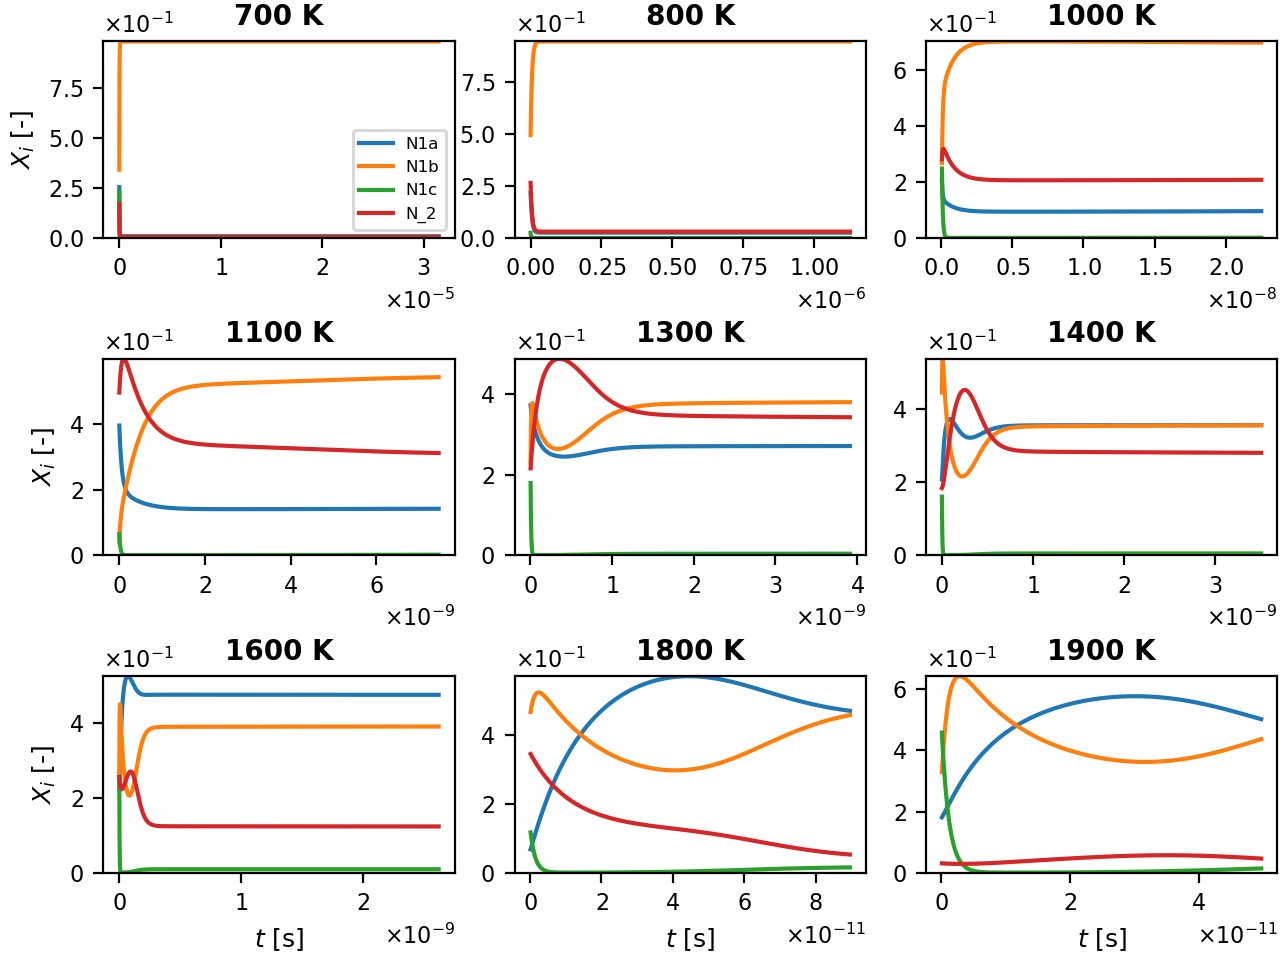 700 K
800 K
1000 K
×10⁻¹
×10⁻¹
×10⁻¹
7.5
5.0
2.5
0.0
X_i [-]
N1a
N1b
N1c
N_2
0 1 2 3
×10⁻⁵
7.5
5.0
2.5
0.0
0.00 0.25 0.50 0.75 1.00
×10⁻⁶
6
4
2
0
0.0 0.5 1.0 1.5 2.0
×10⁻⁸
1100 K
1300 K
1400 K
×10⁻¹
×10⁻¹
×10⁻¹
4
2
0
X_i [-]
0 2 4 6
×10⁻⁹
4
2
0
0 1 2 3 4
×10⁻⁹
4
2
0
0 1 2 3
×10⁻⁹
1600 K
1800 K
1900 K
×10⁻¹
×10⁻¹
×10⁻¹
4
2
0
X_i [-]
0 1 2
t [s]
×10⁻⁹
4
2
0
0 2 4 6 8
t [s]
×10⁻¹¹
6
4
2
0
0 2 4
t [s]
×10⁻¹¹